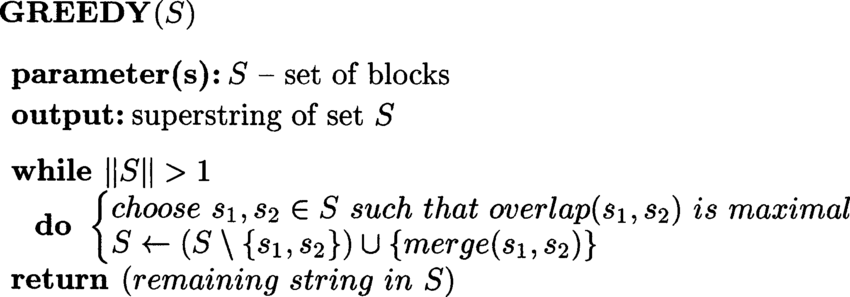 GREEDY(S)
parameter(s): S – set of blocks
output: superstring of set S
while ||S|| > 1
do { choose s₁, s₂ ∈ S such that overlap(s₁, s₂) is maximal
S ← (S \ {s₁, s₂}) ∪ {merge(s₁, s₂)}
return (remaining string in S)